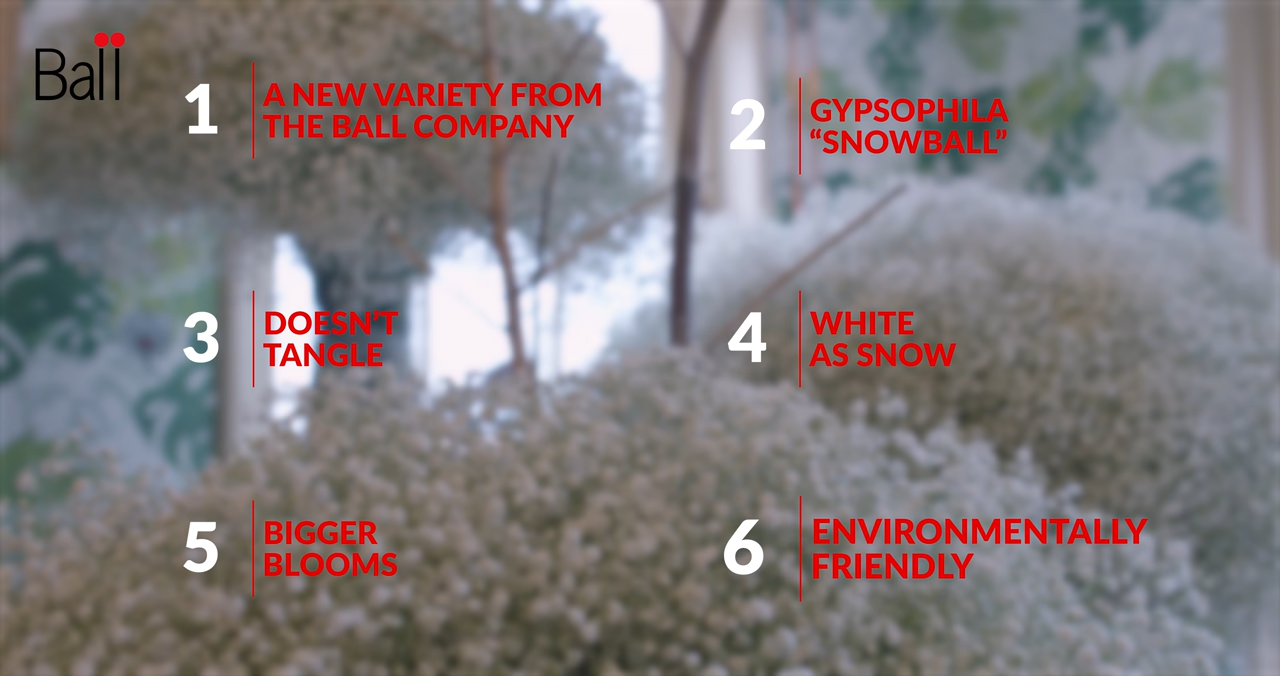 Ball
1
A NEW VARIETY FROM
THE BALL COMPANY
2
GYPSOPHILA
“SNOWBALL”
3
DOESN'T
TANGLE
4
WHITE
AS SNOW
5
BIGGER
BLOOMS
6
ENVIRONMENTALLY
FRIENDLY